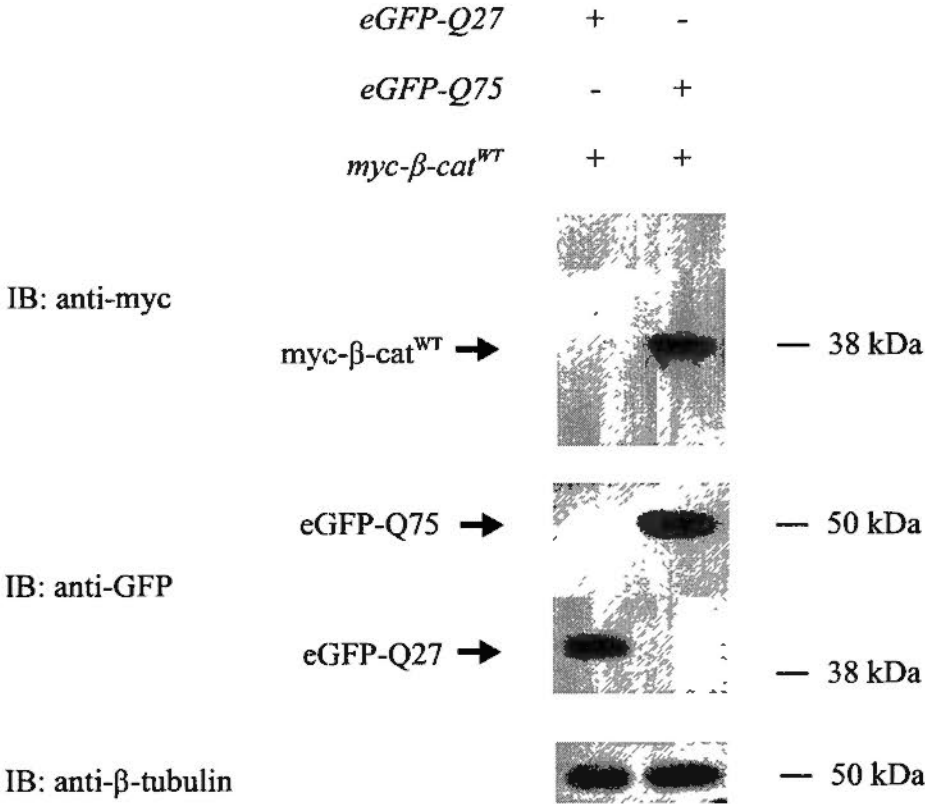 eGFP-Q27 + -
eGFP-Q75 - +
myc-β-cat^WT + +
IB: anti-myc
myc-β-cat^WT → — 38 kDa
eGFP-Q75 → — 50 kDa
IB: anti-GFP
eGFP-Q27 → — 38 kDa
IB: anti-β-tubulin — 50 kDa